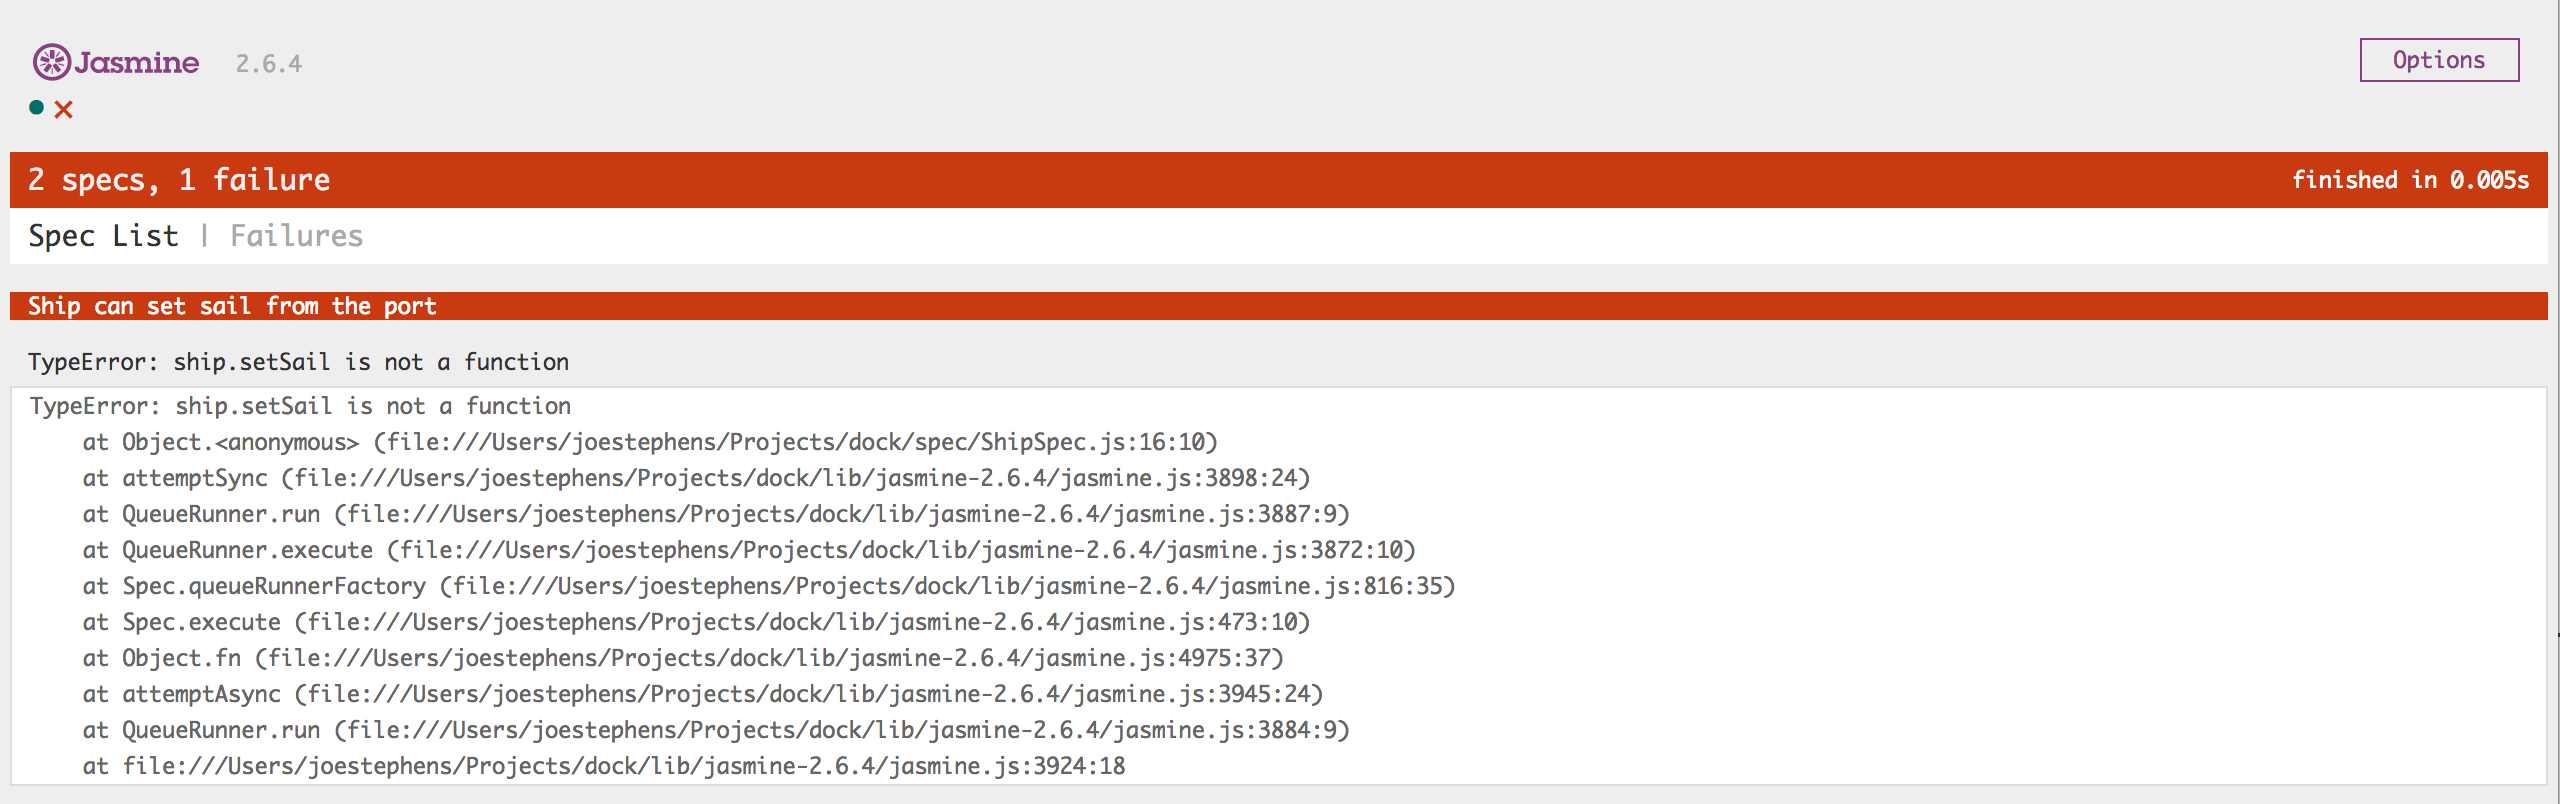 Jasmine 2.6.4 Options
2 specs, 1 failure finished in 0.005s
Spec List | Failures
Ship can set sail from the port
TypeError: ship.setSail is not a function
TypeError: ship.setSail is not a function
    at Object.<anonymous> (file:///Users/joestephens/Projects/dock/spec/ShipSpec.js:16:10)
    at attemptSync (file:///Users/joestephens/Projects/dock/lib/jasmine-2.6.4/jasmine.js:3898:24)
    at QueueRunner.run (file:///Users/joestephens/Projects/dock/lib/jasmine-2.6.4/jasmine.js:3887:9)
    at QueueRunner.execute (file:///Users/joestephens/Projects/dock/lib/jasmine-2.6.4/jasmine.js:3872:10)
    at Spec.queueRunnerFactory (file:///Users/joestephens/Projects/dock/lib/jasmine-2.6.4/jasmine.js:816:35)
    at Spec.execute (file:///Users/joestephens/Projects/dock/lib/jasmine-2.6.4/jasmine.js:473:10)
    at Object.fn (file:///Users/joestephens/Projects/dock/lib/jasmine-2.6.4/jasmine.js:4975:37)
    at attemptAsync (file:///Users/joestephens/Projects/dock/lib/jasmine-2.6.4/jasmine.js:3945:24)
    at QueueRunner.run (file:///Users/joestephens/Projects/dock/lib/jasmine-2.6.4/jasmine.js:3884:9)
    at file:///Users/joestephens/Projects/dock/lib/jasmine-2.6.4/jasmine.js:3924:18